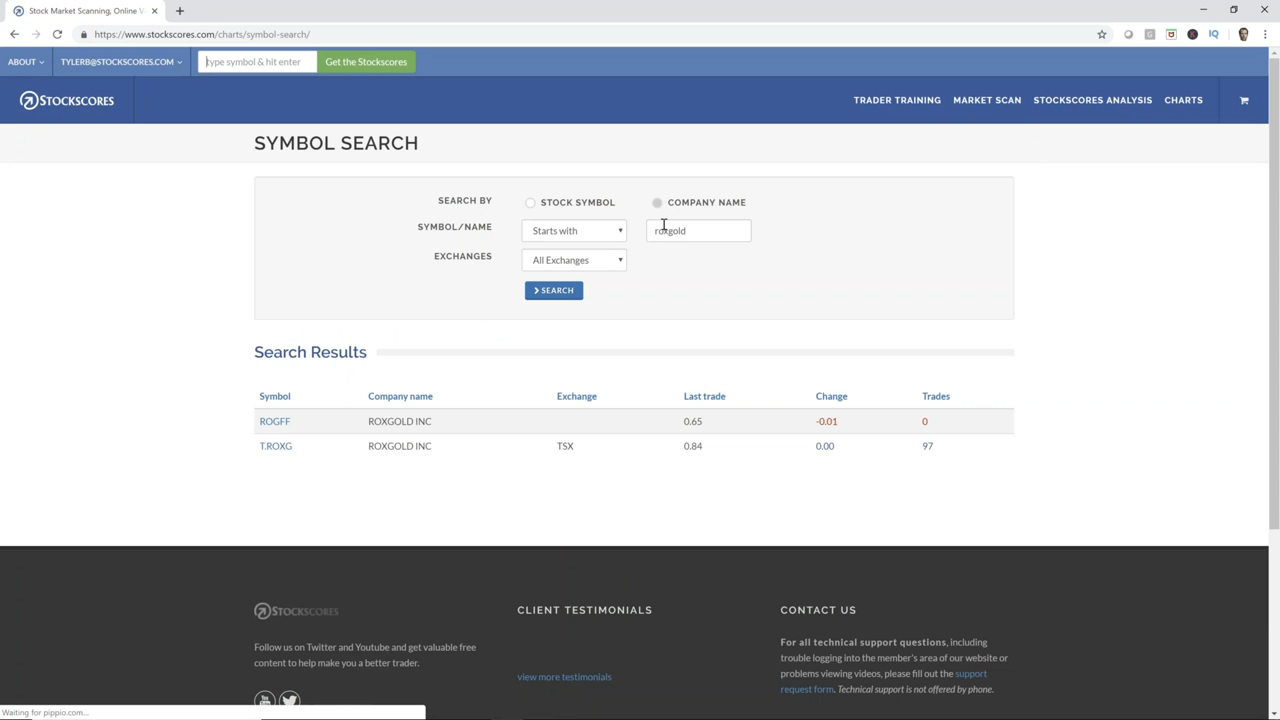 Stock Market Scanning, Online V
https://www.stockscores.com/charts/symbol-search/
ABOUT
TYLERB@STOCKSCORES.COM
Type symbol & hit enter
Get the Stockscores
STOCKSCORES
TRADER TRAINING
MARKET SCAN
STOCKSCORES ANALYSIS
CHARTS
SYMBOL SEARCH
SEARCH BY
STOCK SYMBOL
COMPANY NAME
SYMBOL/NAME
Starts with
roxgold
EXCHANGES
All Exchanges
SEARCH
Search Results
Symbol Company name Exchange Last trade Change Trades
ROGFF ROXGOLD INC 0.65 -0.01 0
T.ROXG ROXGOLD INC TSX 0.84 0.00 97
STOCKSCORES
Follow us on Twitter and Youtube and get valuable free
content to help make you a better trader.
CLIENT TESTIMONIALS
view more testimonials
CONTACT US
For all technical support questions, including
trouble logging into the member's area of our website or
problems viewing videos, please fill out the support
request form. Technical support is not offered by phone.
Waiting for pippio.com...